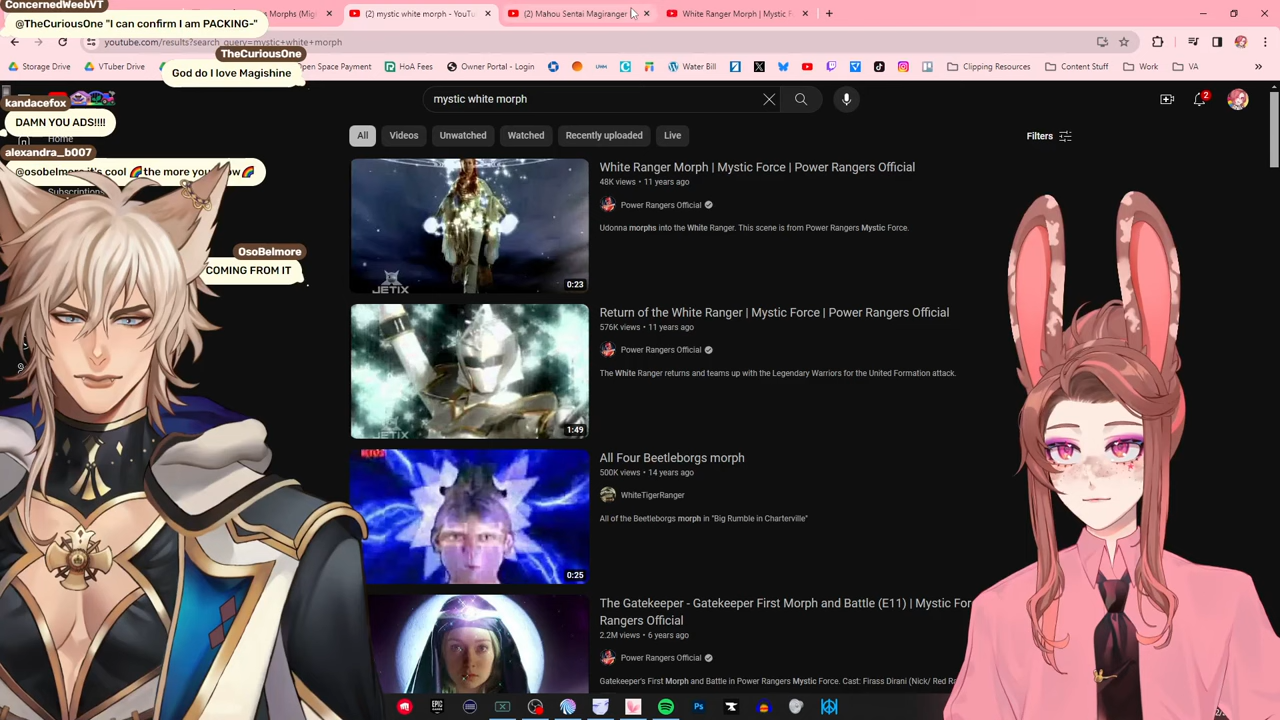 ConcernedWeebVT
@TheCuriousOne "I can confirm I am PACKING-"
TheCuriousOne
God do I love Magishine
kandacefox
DAMN YOU ADS!!!!
alexandra_b007
OsoBelmore
COMING FROM IT
(2) mystic white morph - YouTu
(2) Mahou Sentai Magiranger
White Ranger Morph | Mystic F
youtube.com/results?search_query=mystic+white+morph
Storage Drive
VTuber Drive
Open Space Payment
HoA Fees
Owner Portal - Login
Water Bill
Clipping Resources
Content Stuff
Work
VA
mystic white morph
2
Home
Subscriptions
All
Videos
Unwatched
Watched
Recently uploaded
Live
Filters
JETIX
0:23
White Ranger Morph | Mystic Force | Power Rangers Official
48K views • 11 years ago
Power Rangers Official
Udonna morphs into the White Ranger. This scene is from Power Rangers Mystic Force.
JETIX
1:49
Return of the White Ranger | Mystic Force | Power Rangers Official
576K views • 11 years ago
Power Rangers Official
The White Ranger returns and teams up with the Legendary Warriors for the United Formation attack.
0:25
All Four Beetleborgs morph
500K views • 14 years ago
WhiteTigerRanger
All of the Beetleborgs morph in "Big Rumble in Charterville"
The Gatekeeper - Gatekeeper First Morph and Battle (E11) | Mystic For
Rangers Official
2.2M views • 6 years ago
Power Rangers Official
Gatekeeper's First Morph and Battle in Power Rangers Mystic Force. Cast: Firass Dirani (Nick/ Red Ra